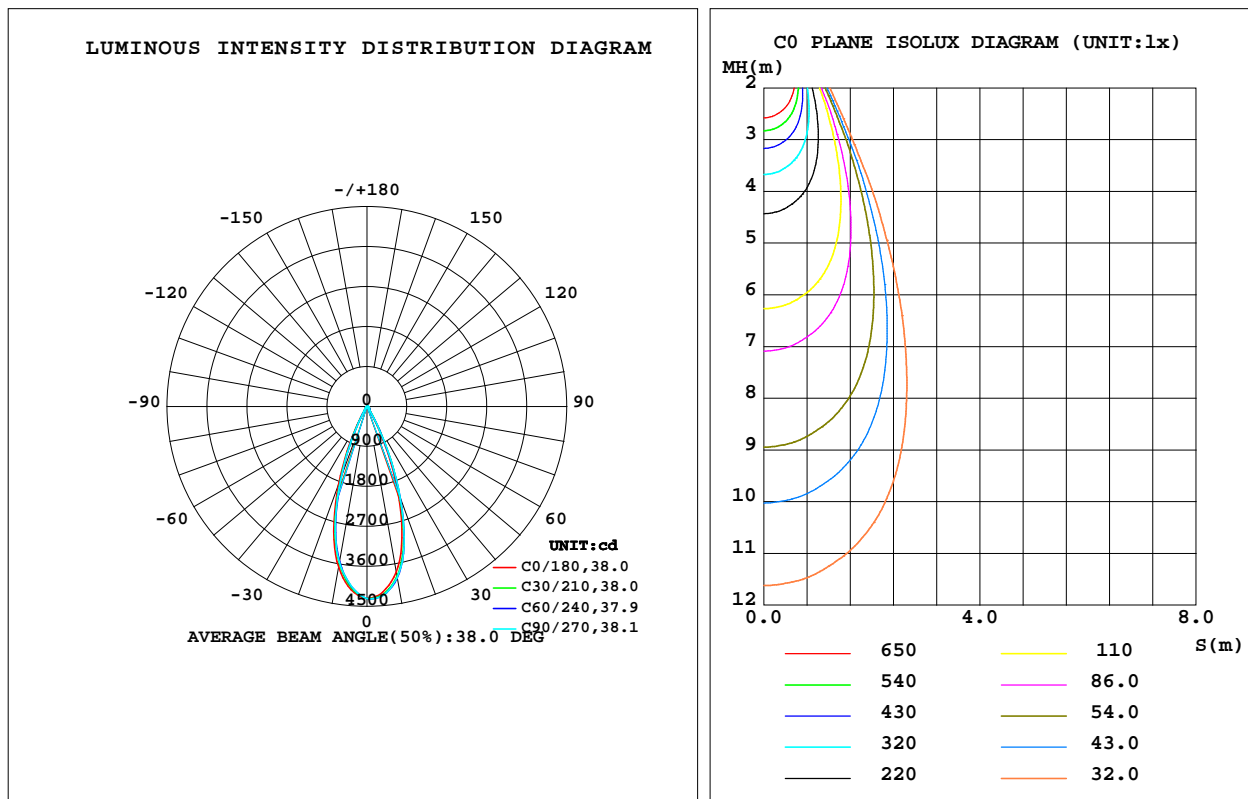 LUMINOUS INTENSITY DISTRIBUTION DIAGRAM
-/+180
-150 150
-120 120
-90 90
-60 60
-30 30
0
0
900
1800
2700
3600
4500
UNIT:cd
C0/180,38.0
C30/210,38.0
C60/240,37.9
C90/270,38.1
AVERAGE BEAM ANGLE(50%):38.0 DEG
C0 PLANE ISOLUX DIAGRAM (UNIT:lx)
MH(m)
2
3
4
5
6
7
8
9
10
11
12
0.0 4.0 8.0
S(m)
650 110
540 86.0
430 54.0
320 43.0
220 32.0